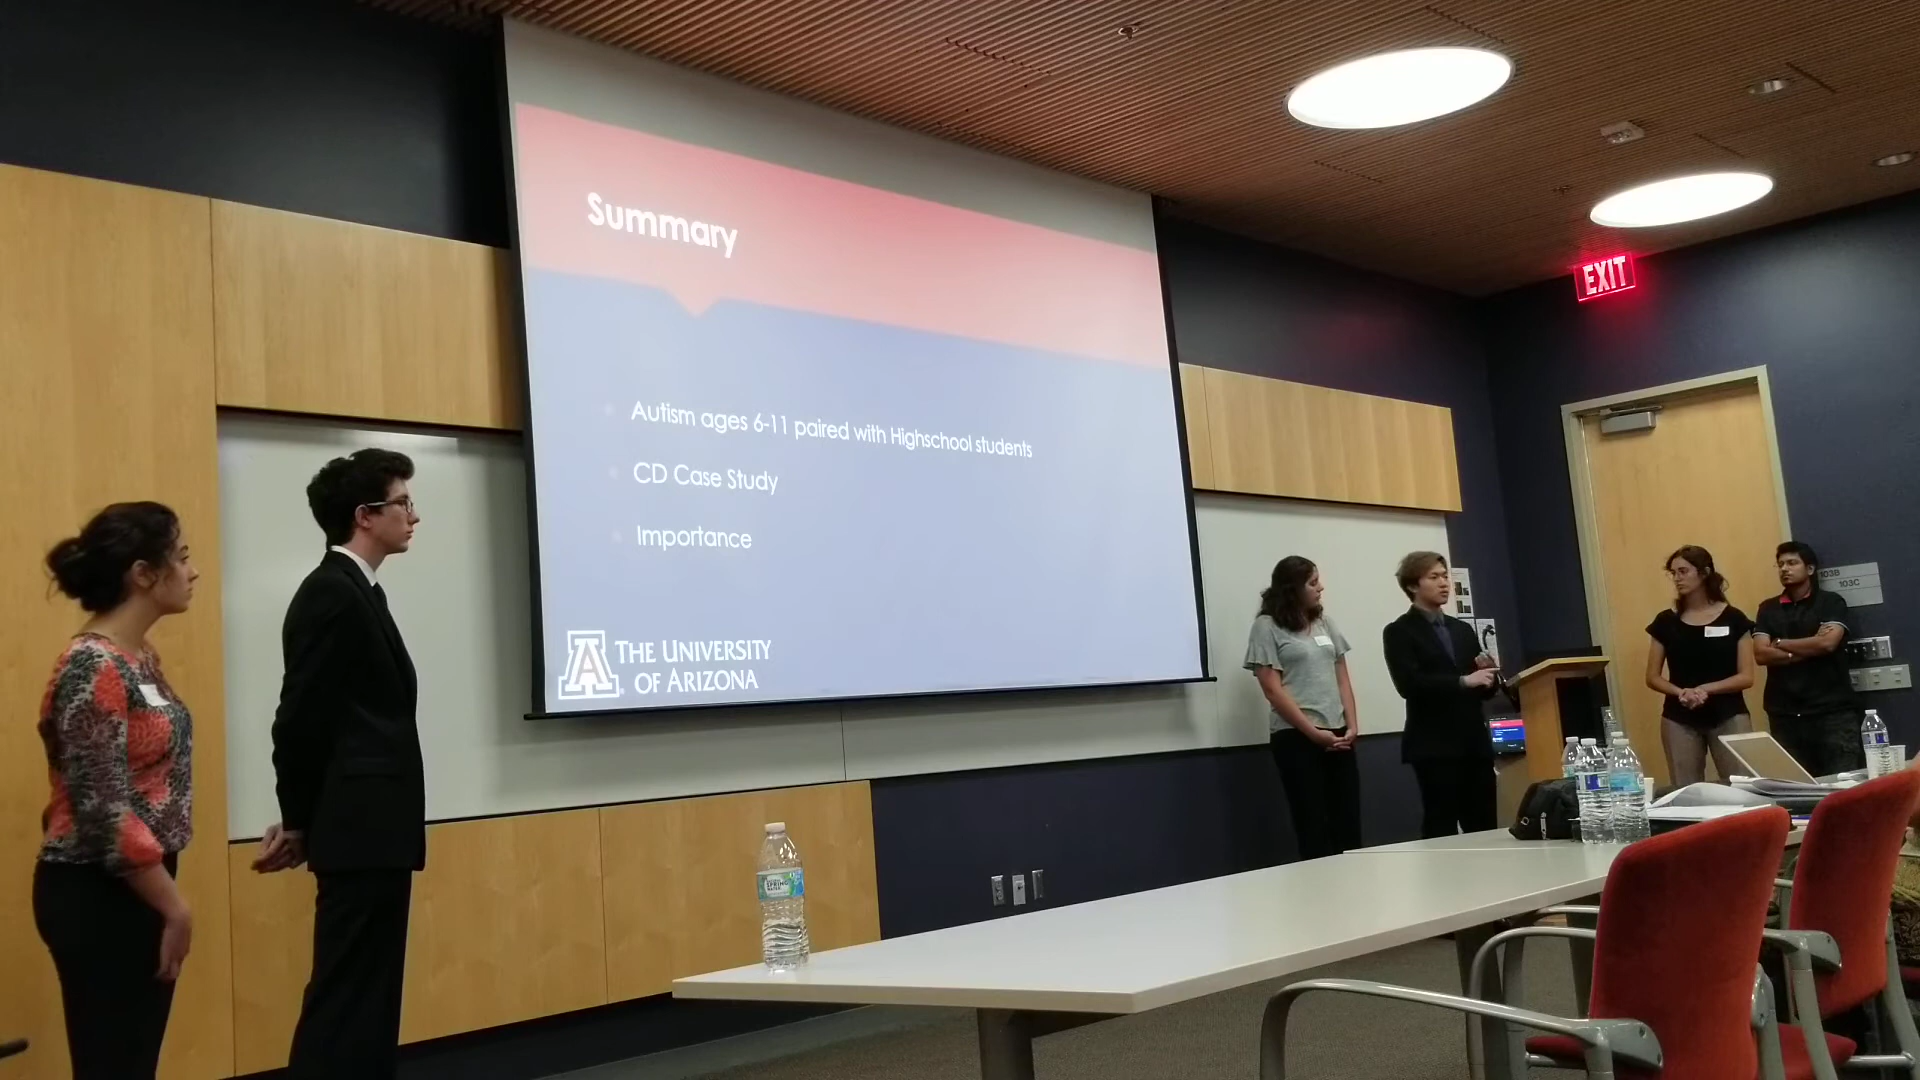 Summary
Autism ages 6-11 paired with Highschool students
CD Case Study
Importance
A
THE UNIVERSITY
OF ARIZONA
EXIT
103B
103C
SPRING